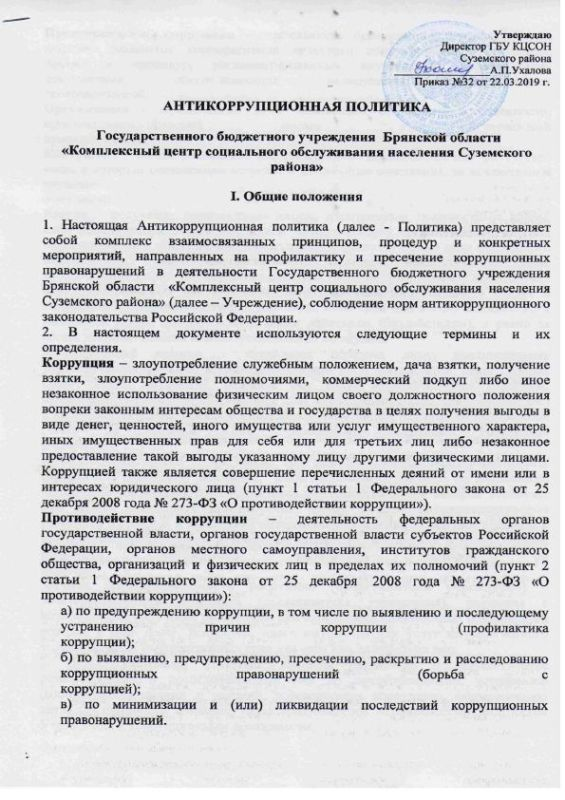 Утверждаю
Директор ГБУ КЦСОН
Суземского района
А.П.Ухалова
Приказ №32 от 22.03.2019 г.
АНТИКОРРУПЦИОННАЯ ПОЛИТИКА
Государственного бюджетного учреждения Брянской области
«Комплексный центр социального обслуживания населения Суземского
района»
I. Общие положения
1. Настоящая Антикоррупционная политика (далее - Политика) представляет
собой комплекс взаимосвязанных принципов, процедур и конкретных
мероприятий, направленных на профилактику и пресечение коррупционных
правонарушений в деятельности Государственного бюджетного учреждения
Брянской области «Комплексный центр социального обслуживания населения
Суземского района» (далее – Учреждение), соблюдение норм антикоррупционного
законодательства Российской Федерации.
2. В настоящем документе используются следующие термины и их
определения.
Коррупция – злоупотребление служебным положением, дача взятки, получение
взятки, злоупотребление полномочиями, коммерческий подкуп либо иное
незаконное использование физическим лицом своего должностного положения
вопреки законным интересам общества и государства в целях получения выгоды в
виде денег, ценностей, иного имущества или услуг имущественного характера,
иных имущественных прав для себя или для третьих лиц либо незаконное
предоставление такой выгоды указанному лицу другими физическими лицами.
Коррупцией также является совершение перечисленных деяний от имени или в
интересах юридического лица (пункт 1 статьи 1 Федерального закона от 25
декабря 2008 года № 273-ФЗ «О противодействии коррупции»).
Противодействие коррупции – деятельность федеральных органов
государственной власти, органов государственной власти субъектов Российской
Федерации, органов местного самоуправления, институтов гражданского
общества, организаций и физических лиц в пределах их полномочий (пункт 2
статьи 1 Федерального закона от 25 декабря 2008 года № 273-ФЗ «О
противодействии коррупции»):
а) по предупреждению коррупции, в том числе по выявлению и последующему
устранению причин коррупции (профилактика
коррупции);
б) по выявлению, предупреждению, пресечению, раскрытию и расследованию
коррупционных правонарушений (борьба с
коррупцией);
в) по минимизации и (или) ликвидации последствий коррупционных
правонарушений.